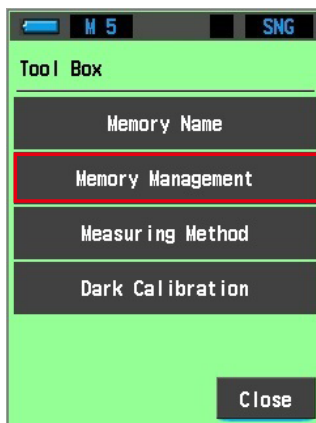 M 5 SNG
Tool Box
Memory Name
Memory Management
Measuring Method
Dark Calibration
Close